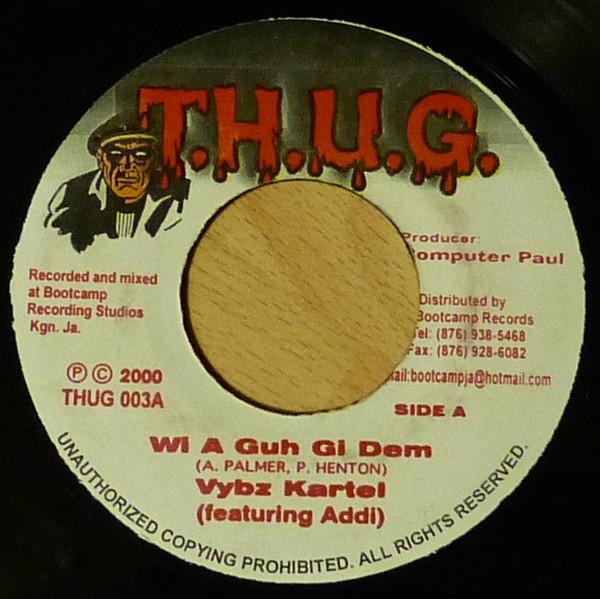 T.H.U.G.
Recorded and mixed
at Bootcamp
Recording Studios
Kgn. Ja.
Ⓟ © 2000
THUG 003A
Producer:
omputer Paul
Distributed by
Bootcamp Records
Tel: (876) 938-5468
Fax: (876) 928-6082
ail:bootcampja@hotmail.com
SIDE A
Wi A Guh Gi Dem
(A. PALMER, P. HENTON)
Vybz Kartel
(featuring Addi)
UNAUTHORIZED COPYING PROHIBITED. ALL RIGHTS RESERVED.